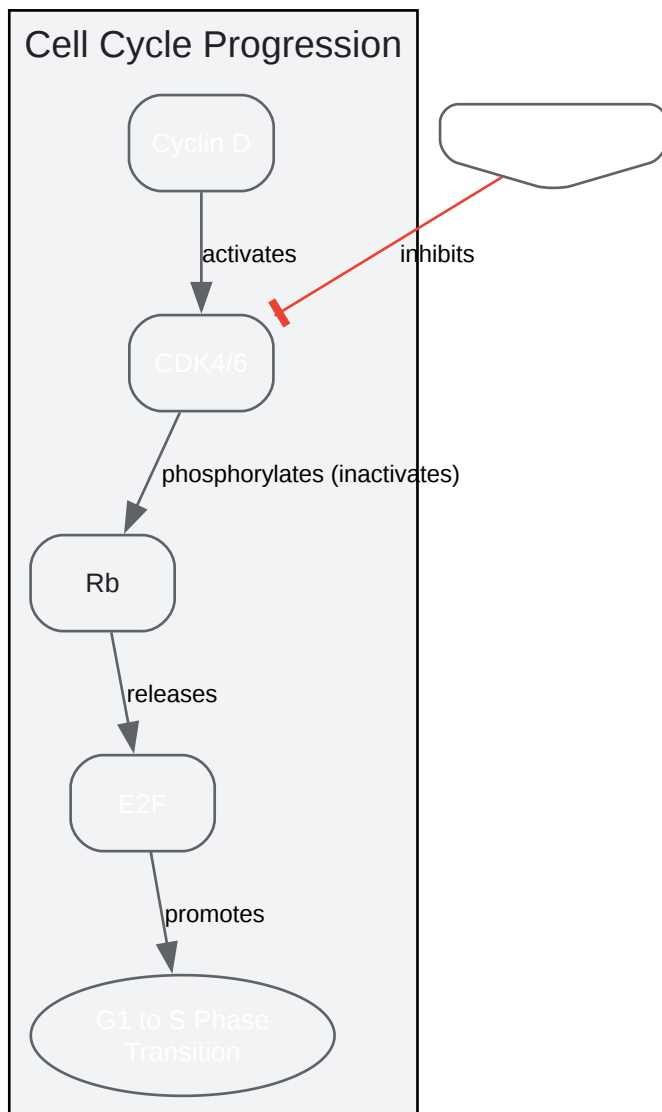 Cell Cycle Progression
Cyclin D
activates
inhibits
CDK4/6
phosphorylates (inactivates)
Rb
releases
E2F
promotes
G1 to S Phase
Transition